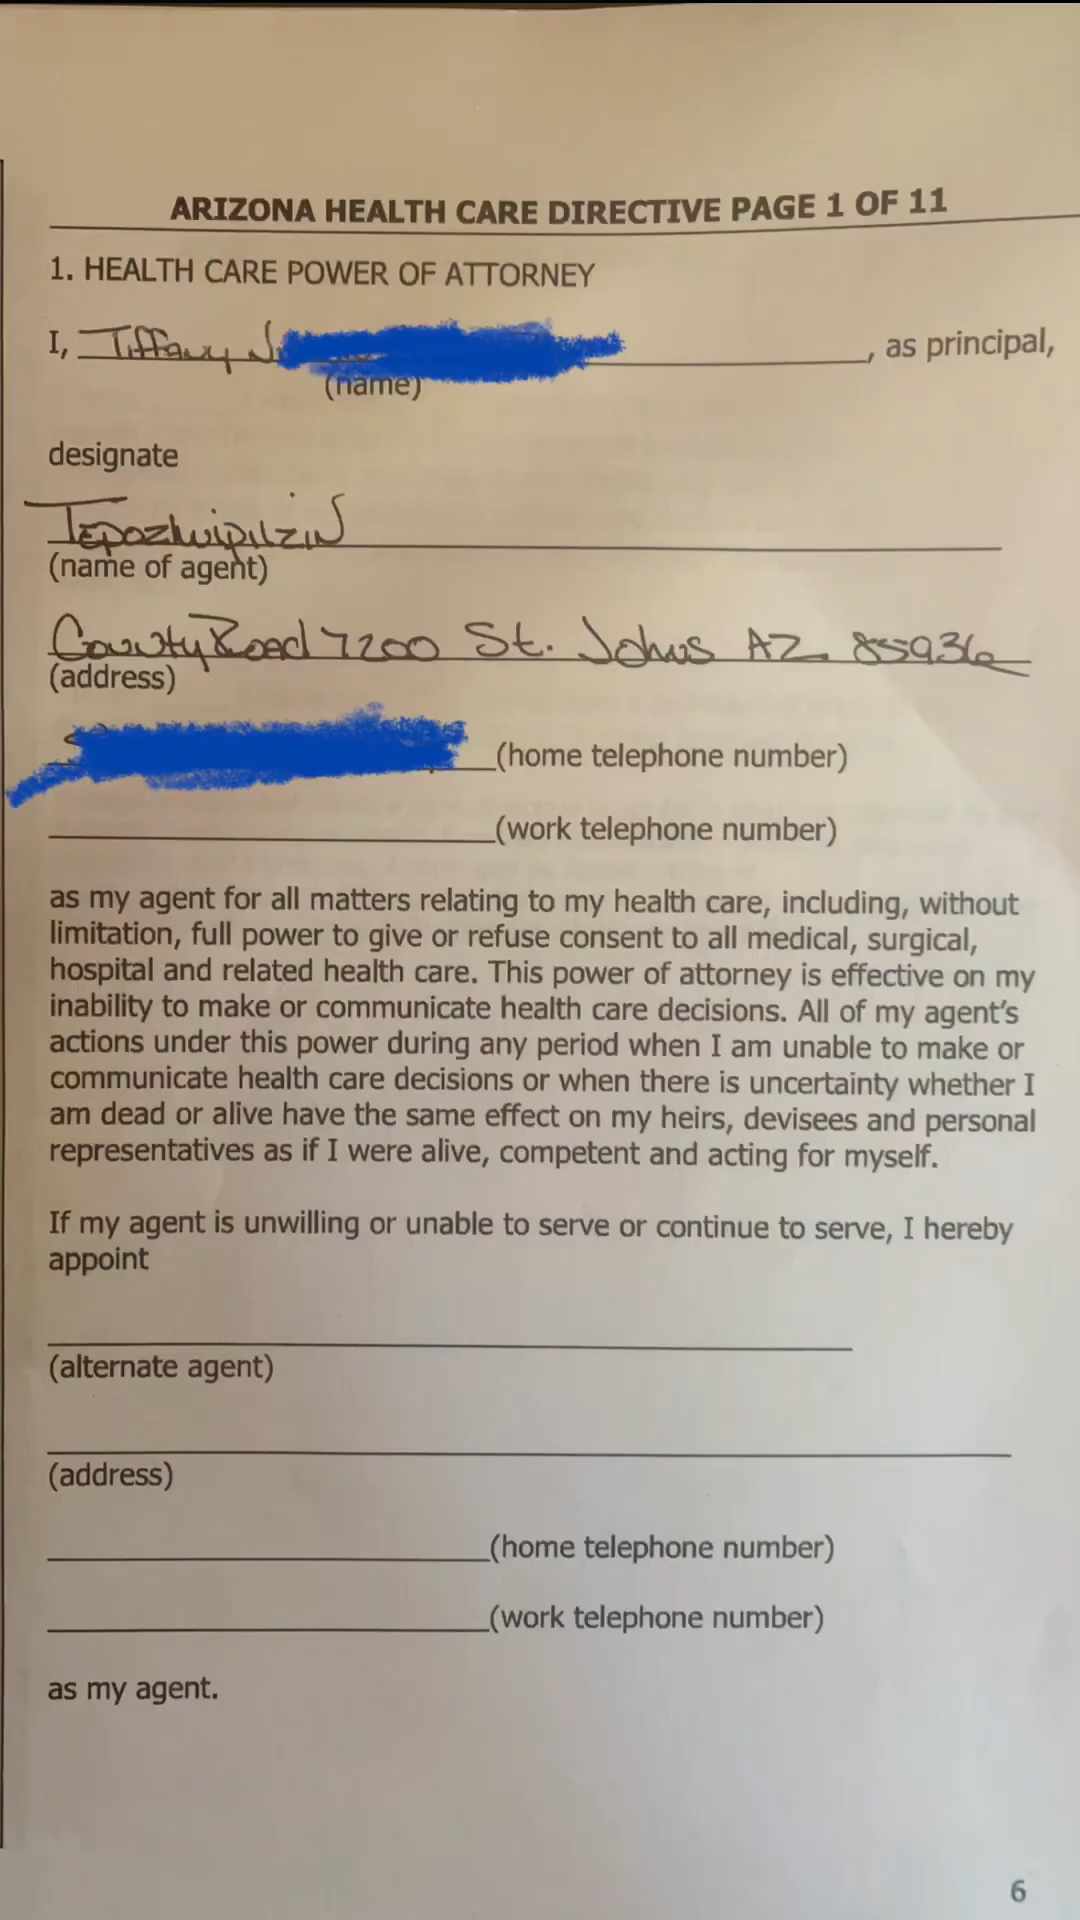 ARIZONA HEALTH CARE DIRECTIVE PAGE 1 OF 11
1. HEALTH CARE POWER OF ATTORNEY
I, Tiffany N, as principal,
(name)
designate
Tepozhuipilzin
(name of agent)
County Road 7200 St. Johns AZ 85936
(address)
(home telephone number)
(work telephone number)
as my agent for all matters relating to my health care, including, without
limitation, full power to give or refuse consent to all medical, surgical,
hospital and related health care. This power of attorney is effective on my
inability to make or communicate health care decisions. All of my agent's
actions under this power during any period when I am unable to make or
communicate health care decisions or when there is uncertainty whether I
am dead or alive have the same effect on my heirs, devisees and personal
representatives as if I were alive, competent and acting for myself.
If my agent is unwilling or unable to serve or continue to serve, I hereby
appoint
(alternate agent)
(address)
(home telephone number)
(work telephone number)
as my agent.
6